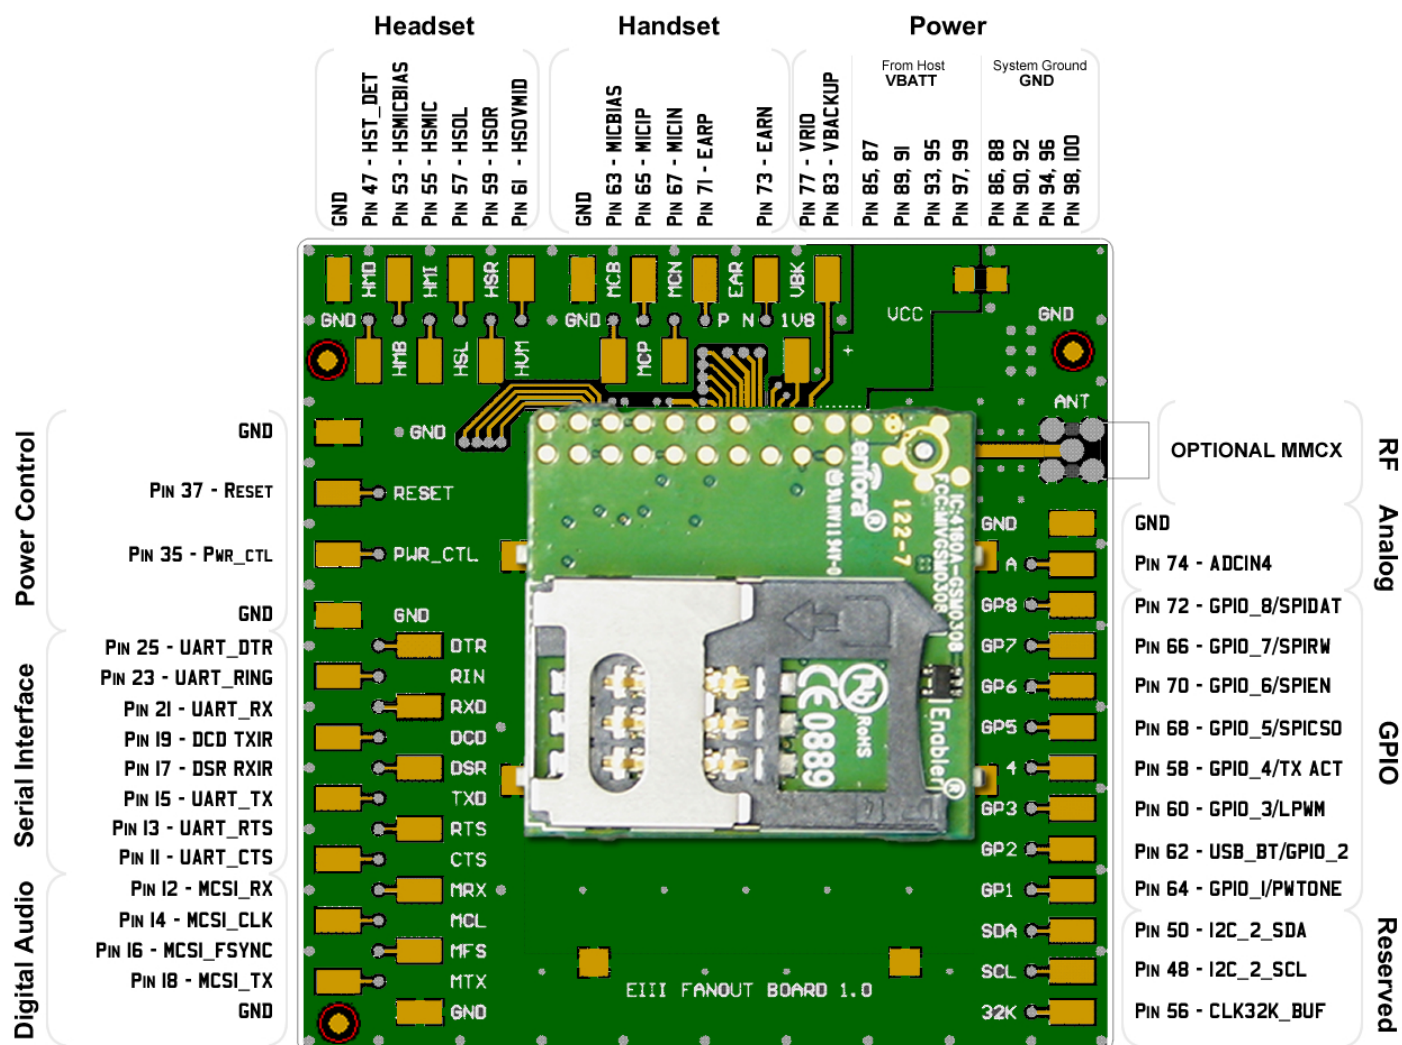 Headset
Handset
Power
From Host
VBATT
System Ground
GND
GND
Pin 47 - HST_DET
Pin 53 - HSMICBIAS
Pin 55 - HSMIC
Pin 57 - HSOL
Pin 59 - HSOR
Pin 61 - HSOVMID
GND
Pin 63 - MICBIAS
Pin 65 - MICIP
Pin 67 - MICIN
Pin 71 - EARP
Pin 73 - EARN
Pin 77 - VRIO
Pin 83 - VBACKUP
Pin 85, 87
Pin 89, 91
Pin 93, 95
Pin 97, 99
Pin 86, 88
Pin 90, 92
Pin 94, 96
Pin 98, 100
HMD
HMI
HSR
MCB
MCN
EAR
VBK
GND
GND
P N
1V8
VCC
GND
HMB
HSL
HVM
MCP
+
ANT
Power Control
GND
Pin 37 - Reset
Pin 35 - Pwr_ctl
GND
GND
RESET
PWR_CTL
GND
Serial Interface
Pin 25 - UART_DTR
Pin 23 - UART_RING
Pin 21 - UART_RX
Pin 19 - DCD TXIR
Pin 17 - DSR RXIR
Pin 15 - UART_TX
Pin 13 - UART_RTS
Pin 11 - UART_CTS
DTR
RIN
RXD
DCD
DSR
TXD
RTS
CTS
Digital Audio
Pin 12 - MCSI_RX
Pin 14 - MCSI_CLK
Pin 16 - MCSI_FSYNC
Pin 18 - MCSI_TX
GND
MRX
MCL
MFS
MTX
GND
enfora®
122-7
FCC:MIVGSM0308
IC:4160A-GSM0308
Pb
RoHS
CE0889
Enabler®
EIII FANOUT BOARD 1.0
GND
A
GP8
GP7
GP6
GP5
4
GP3
GP2
GP1
SDA
SCL
32K
OPTIONAL MMCX
RF
GND
Pin 74 - ADCIN4
Analog
Pin 72 - GPIO_8/SPIDAT
Pin 66 - GPIO_7/SPIRW
Pin 70 - GPIO_6/SPIEN
Pin 68 - GPIO_5/SPICS0
Pin 58 - GPIO_4/TX ACT
Pin 60 - GPIO_3/LPWM
Pin 62 - USB_BT/GPIO_2
Pin 64 - GPIO_1/PWTONE
GPIO
Pin 50 - I2C_2_SDA
Pin 48 - I2C_2_SCL
Pin 56 - CLK32K_BUF
Reserved